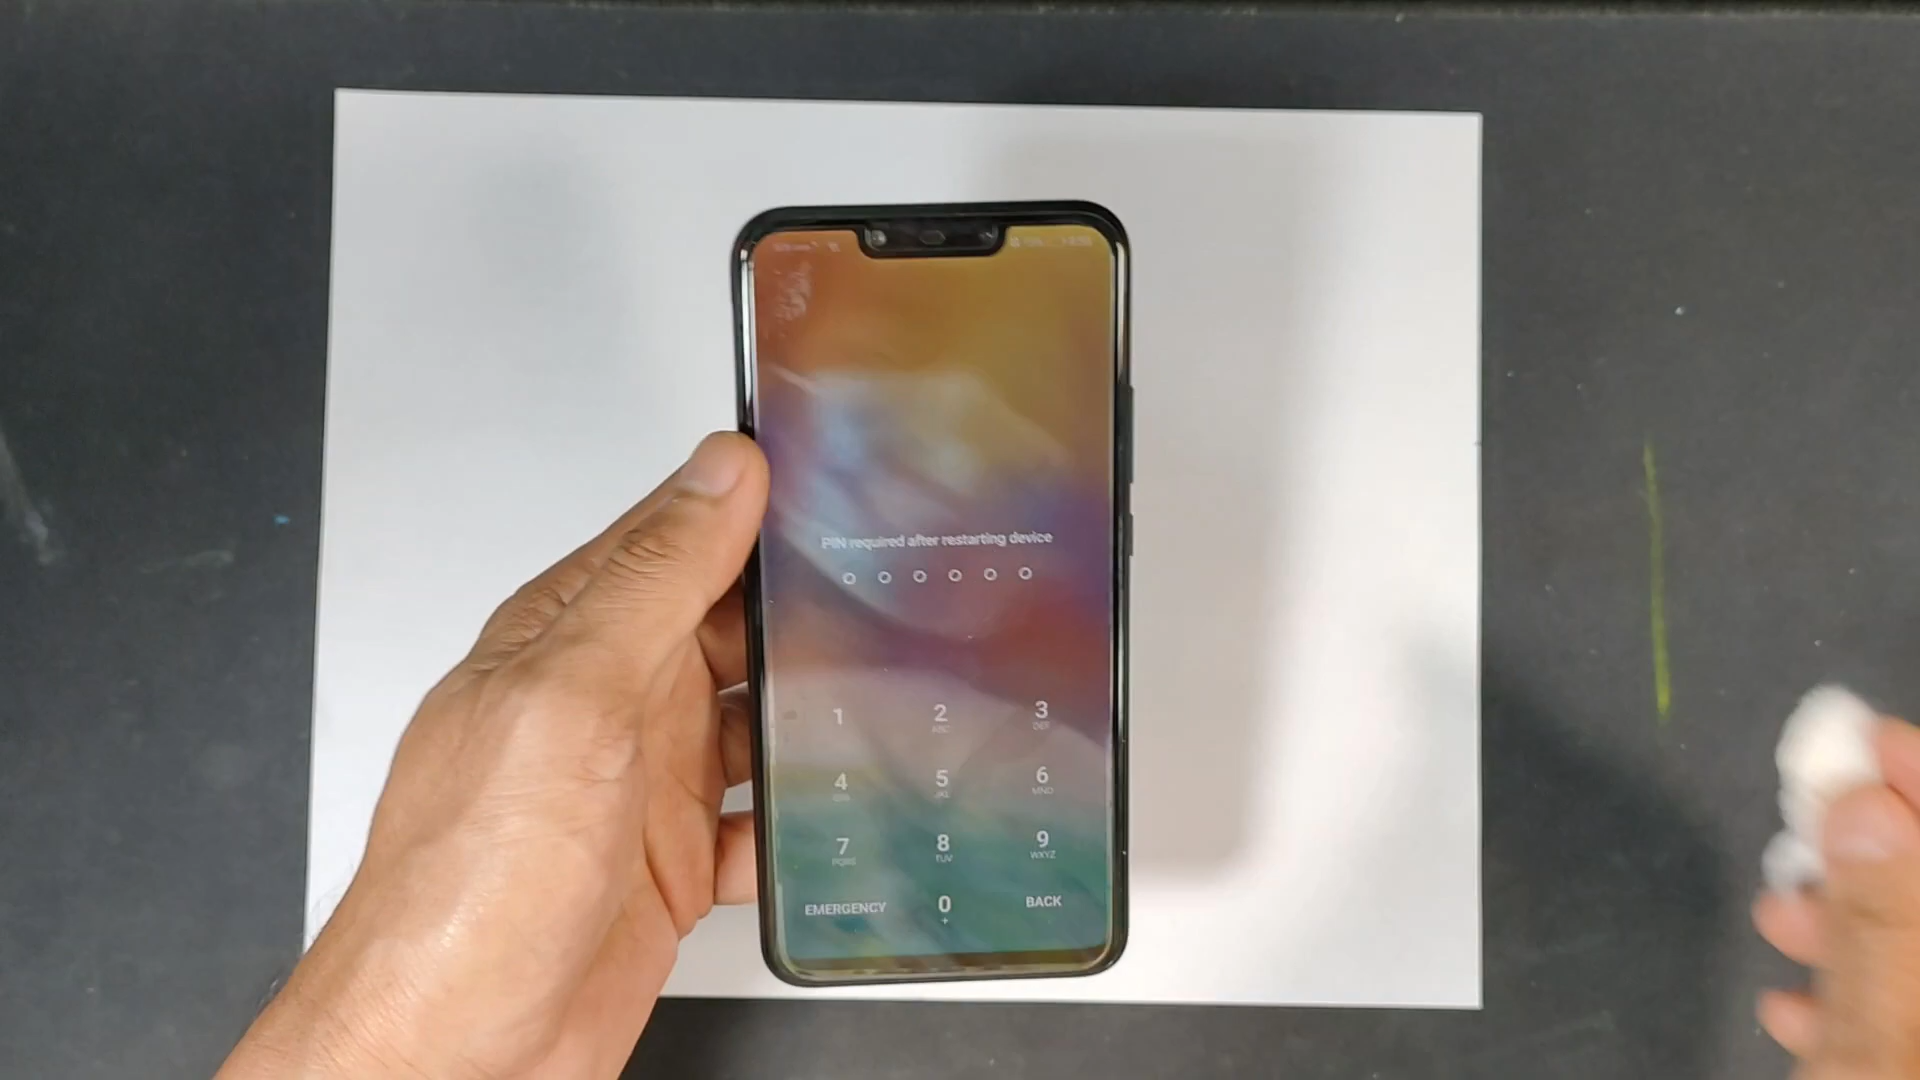 PIN required after restarting device
1 2 ABC 3 DEF
4 GHI 5 JKL 6 MNO
7 PQRS 8 TUV 9 WXYZ
EMERGENCY 0 + BACK